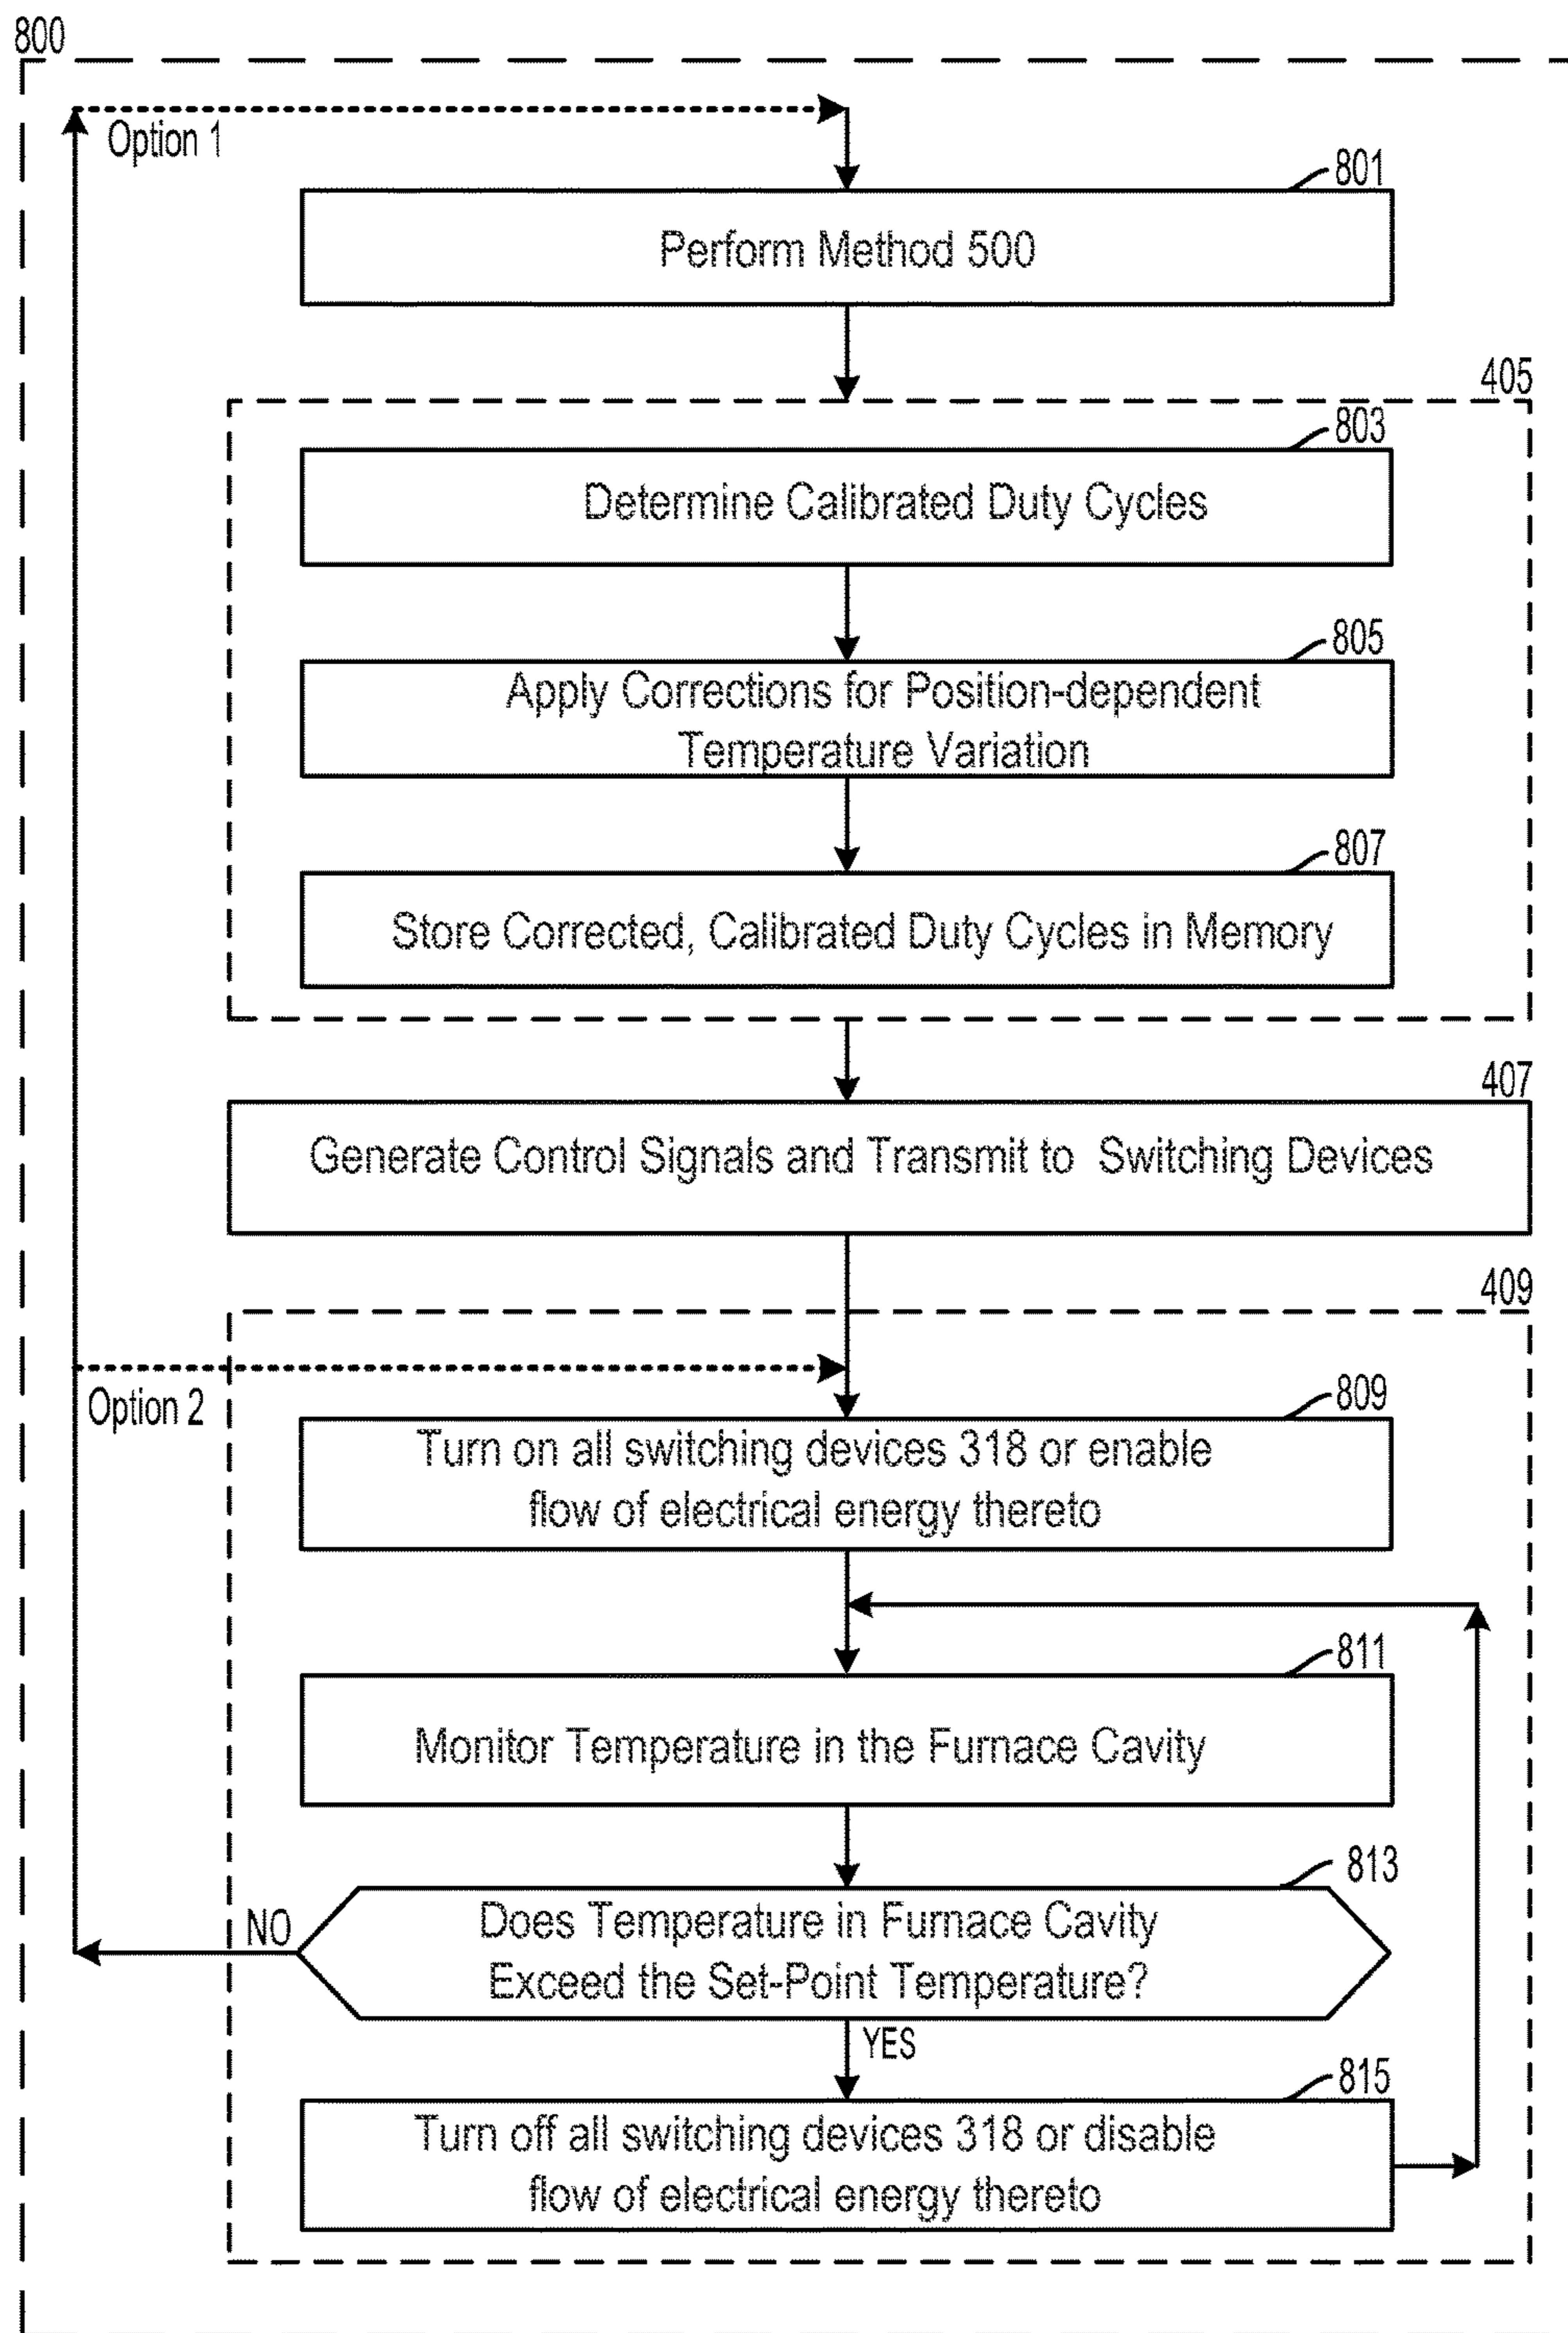 800
Option 1
801
Perform Method 500
405
803
Determine Calibrated Duty Cycles
805
Apply Corrections for Position-dependent
Temperature Variation
807
Store Corrected, Calibrated Duty Cycles in Memory
407
Generate Control Signals and Transmit to Switching Devices
409
Option 2
809
Turn on all switching devices 318 or enable
flow of electrical energy thereto
811
Monitor Temperature in the Furnace Cavity
813
NO
Does Temperature in Furnace Cavity
Exceed the Set-Point Temperature?
YES
815
Turn off all switching devices 318 or disable
flow of electrical energy thereto